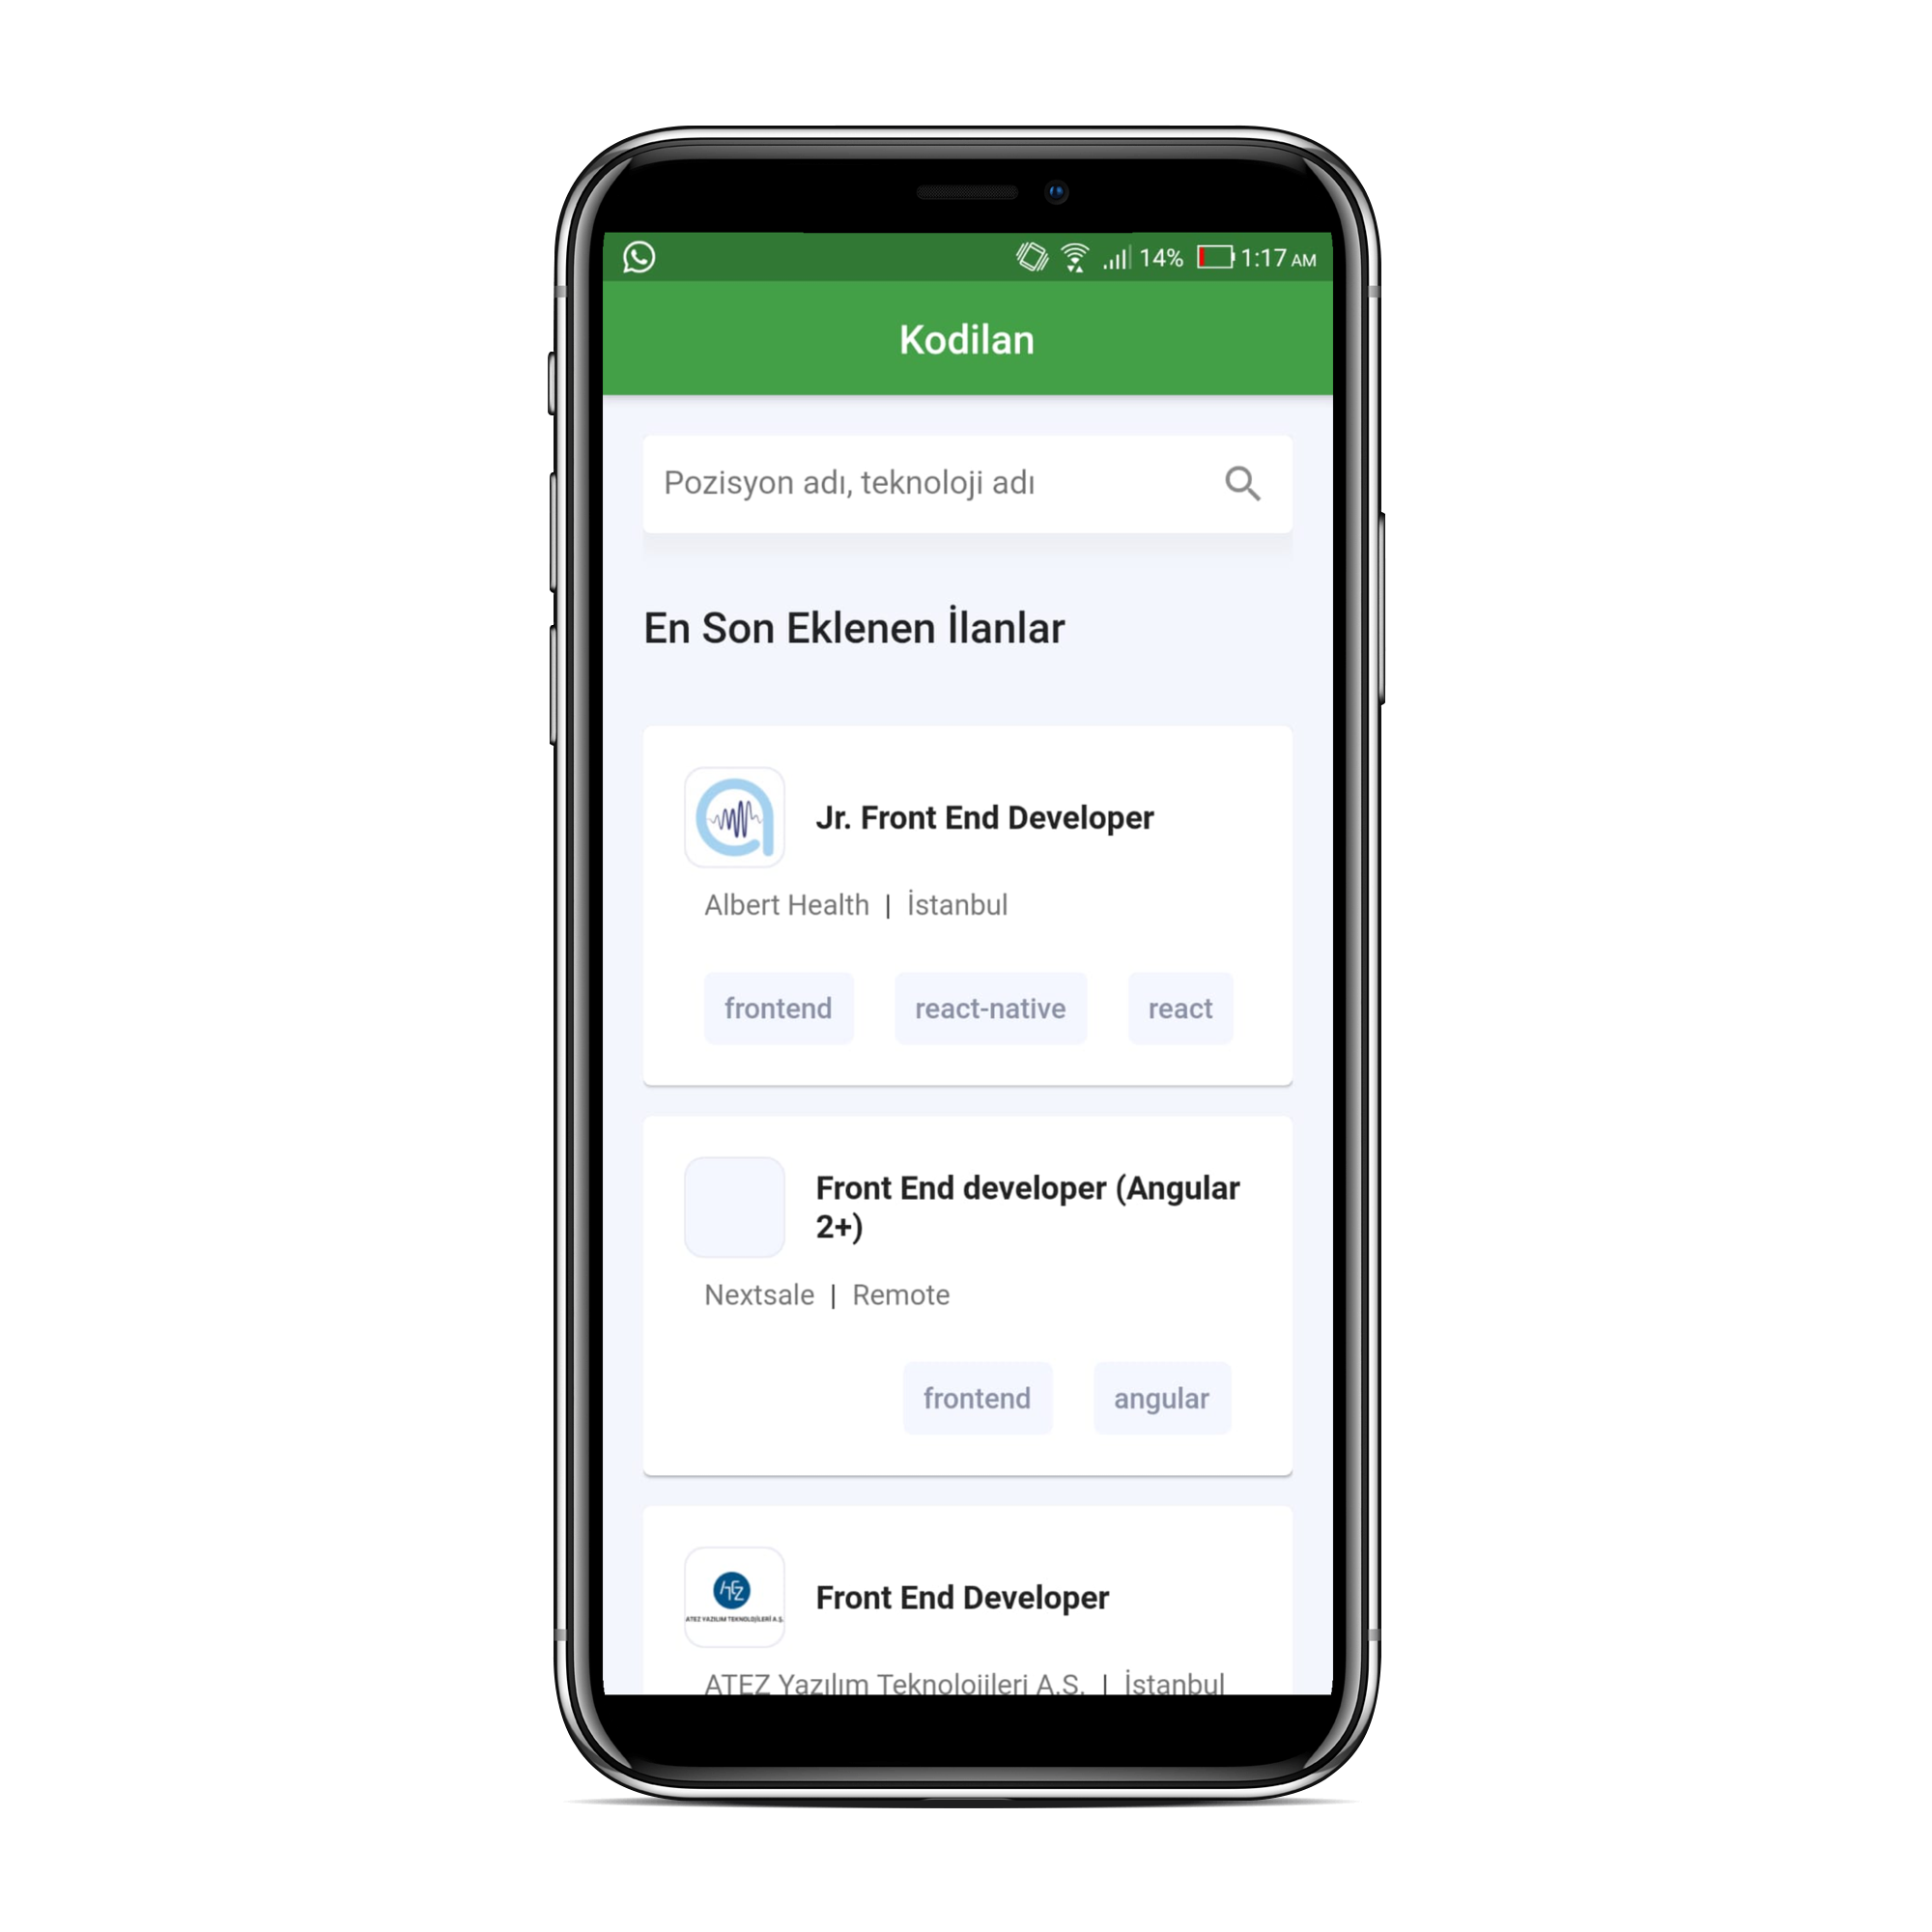 14% 1:17 AM
Kodilan
Pozisyon adı, teknoloji adı
En Son Eklenen İlanlar
Jr. Front End Developer
Albert Health | İstanbul
frontend react-native react
Front End developer (Angular
2+)
Nextsale | Remote
frontend angular
ATEZ
ATEZ YAZILIM TEKNOLOJİLERİ A.Ş.
Front End Developer
ATEZ Yazılım Teknolojileri A.Ş. | İstanbul